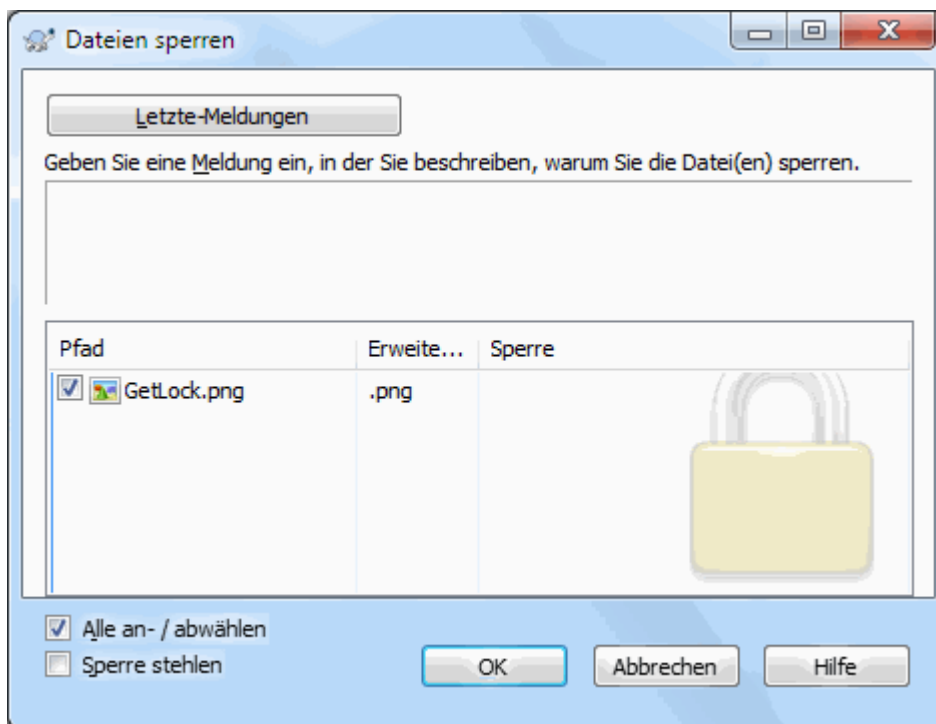 Dateien sperren
Letzte-Meldungen
Geben Sie eine Meldung ein, in der Sie beschreiben, warum Sie die Datei(en) sperren.
Pfad Erweite... Sperre
GetLock.png .png
Alle an- / abwählen
Sperre stehlen
OK Abbrechen Hilfe